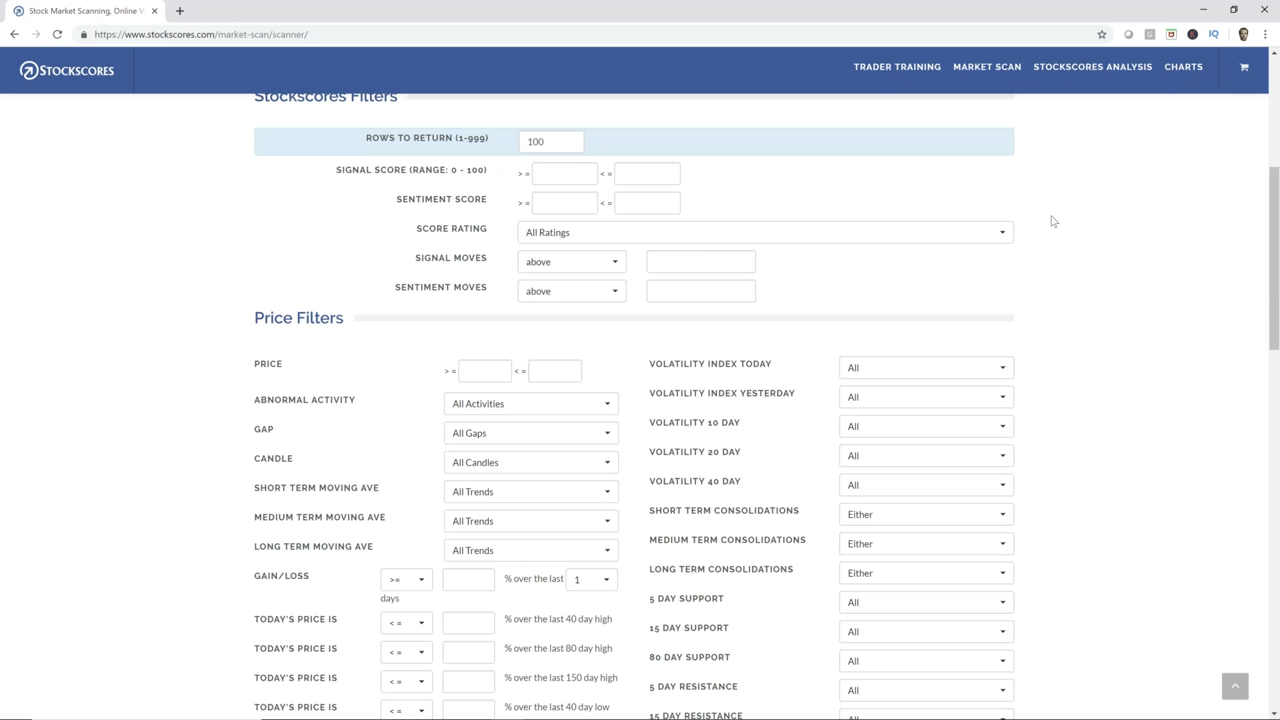 Stock Market Scanning, Online V
https://www.stockscores.com/market-scan/scanner/
IQ
STOCKSCORES
TRADER TRAINING MARKET SCAN STOCKSCORES ANALYSIS CHARTS
Stockscores Filters
ROWS TO RETURN (1-999) 100
SIGNAL SCORE (RANGE: 0 - 100) > = < =
SENTIMENT SCORE > = < =
SCORE RATING All Ratings
SIGNAL MOVES above
SENTIMENT MOVES above
Price Filters
PRICE > = < =
ABNORMAL ACTIVITY All Activities
GAP All Gaps
CANDLE All Candles
SHORT TERM MOVING AVE All Trends
MEDIUM TERM MOVING AVE All Trends
LONG TERM MOVING AVE All Trends
GAIN/LOSS >= % over the last 1
days
TODAY'S PRICE IS < = % over the last 40 day high
TODAY'S PRICE IS < = % over the last 80 day high
TODAY'S PRICE IS < = % over the last 150 day high
TODAY'S PRICE IS < = % over the last 40 day low
VOLATILITY INDEX TODAY All
VOLATILITY INDEX YESTERDAY All
VOLATILITY 10 DAY All
VOLATILITY 20 DAY All
VOLATILITY 40 DAY All
SHORT TERM CONSOLIDATIONS Either
MEDIUM TERM CONSOLIDATIONS Either
LONG TERM CONSOLIDATIONS Either
5 DAY SUPPORT All
15 DAY SUPPORT All
80 DAY SUPPORT All
5 DAY RESISTANCE All
15 DAY RESISTANCE All